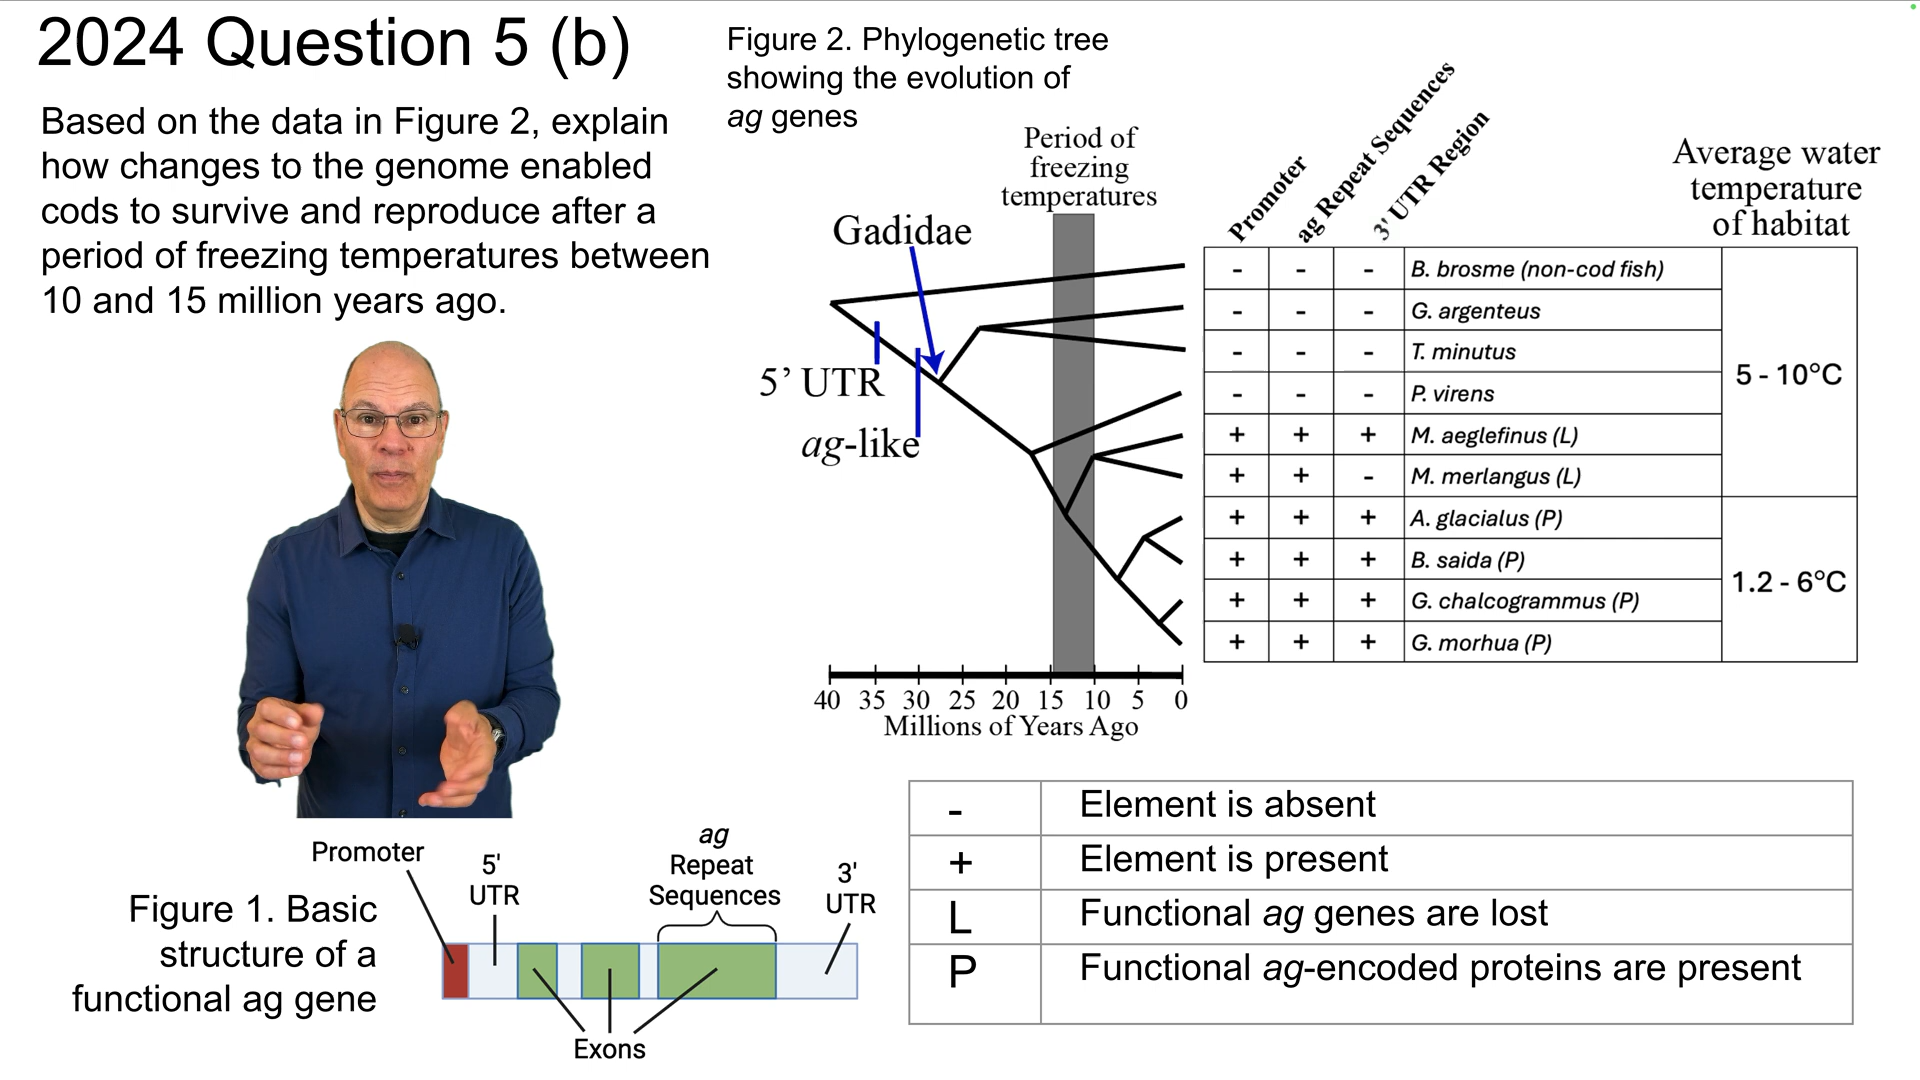 2024 Question 5 (b)
Based on the data in Figure 2, explain
how changes to the genome enabled
cods to survive and reproduce after a
period of freezing temperatures between
10 and 15 million years ago.
Figure 2. Phylogenetic tree
showing the evolution of
ag genes
Period of
freezing
temperatures
Gadidae
5’ UTR
ag-like
40 35 30 25 20 15 10 5 0
Millions of Years Ago
Promoter
ag Repeat Sequences
3' UTR Region
Average water
temperature
of habitat
- - - B. brosme (non-cod fish)
- - - G. argenteus
- - - T. minutus
- - - P. virens
+ + + M. aeglefinus (L)
+ + - M. merlangus (L)
5 - 10°C
+ + + A. glacialus (P)
+ + + B. saida (P)
+ + + G. chalcogrammus (P)
+ + + G. morhua (P)
1.2 - 6°C
Figure 1. Basic
structure of a
functional ag gene
Promoter
5'
UTR
ag
Repeat
Sequences
3'
UTR
Exons
- Element is absent
+ Element is present
L Functional ag genes are lost
P Functional ag-encoded proteins are present